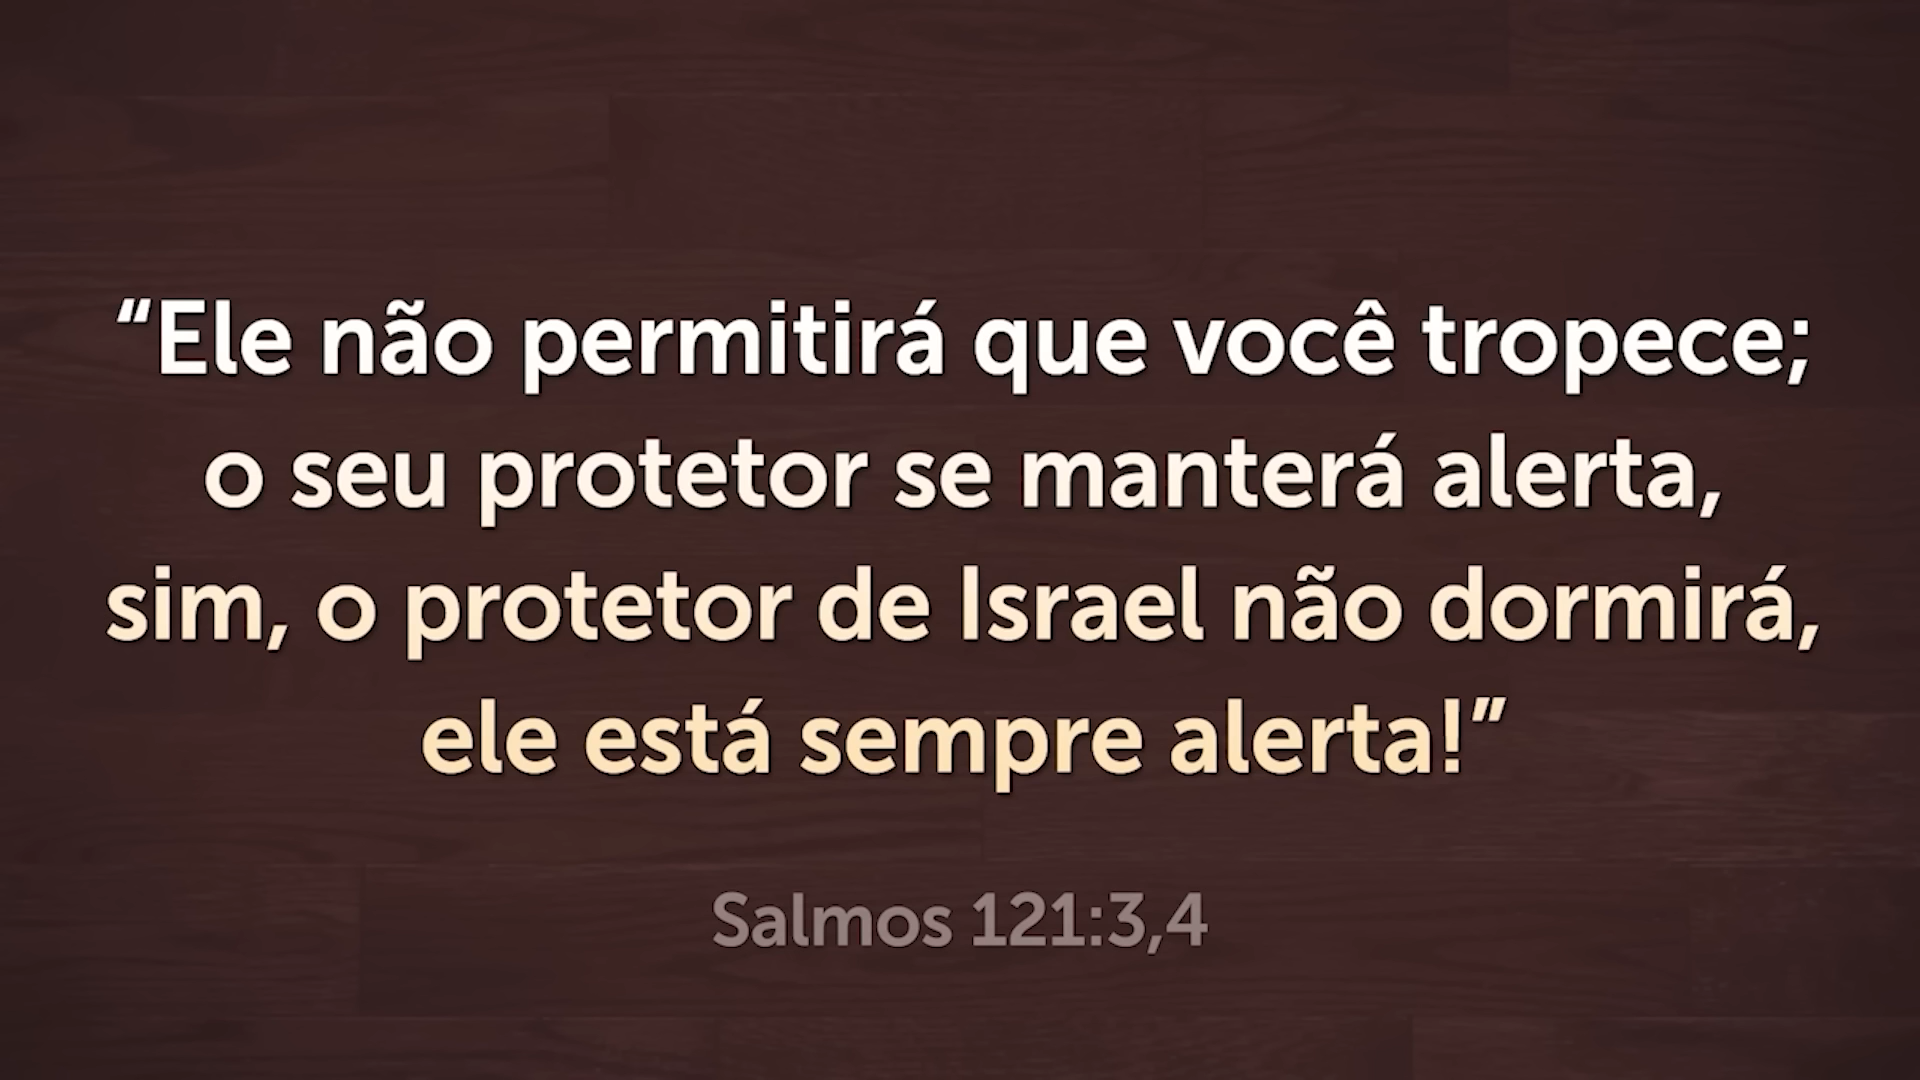 “Ele não permitirá que você tropece;
o seu protetor se manterá alerta,
sim, o protetor de Israel não dormirá,
ele está sempre alerta!”
Salmos 121:3,4